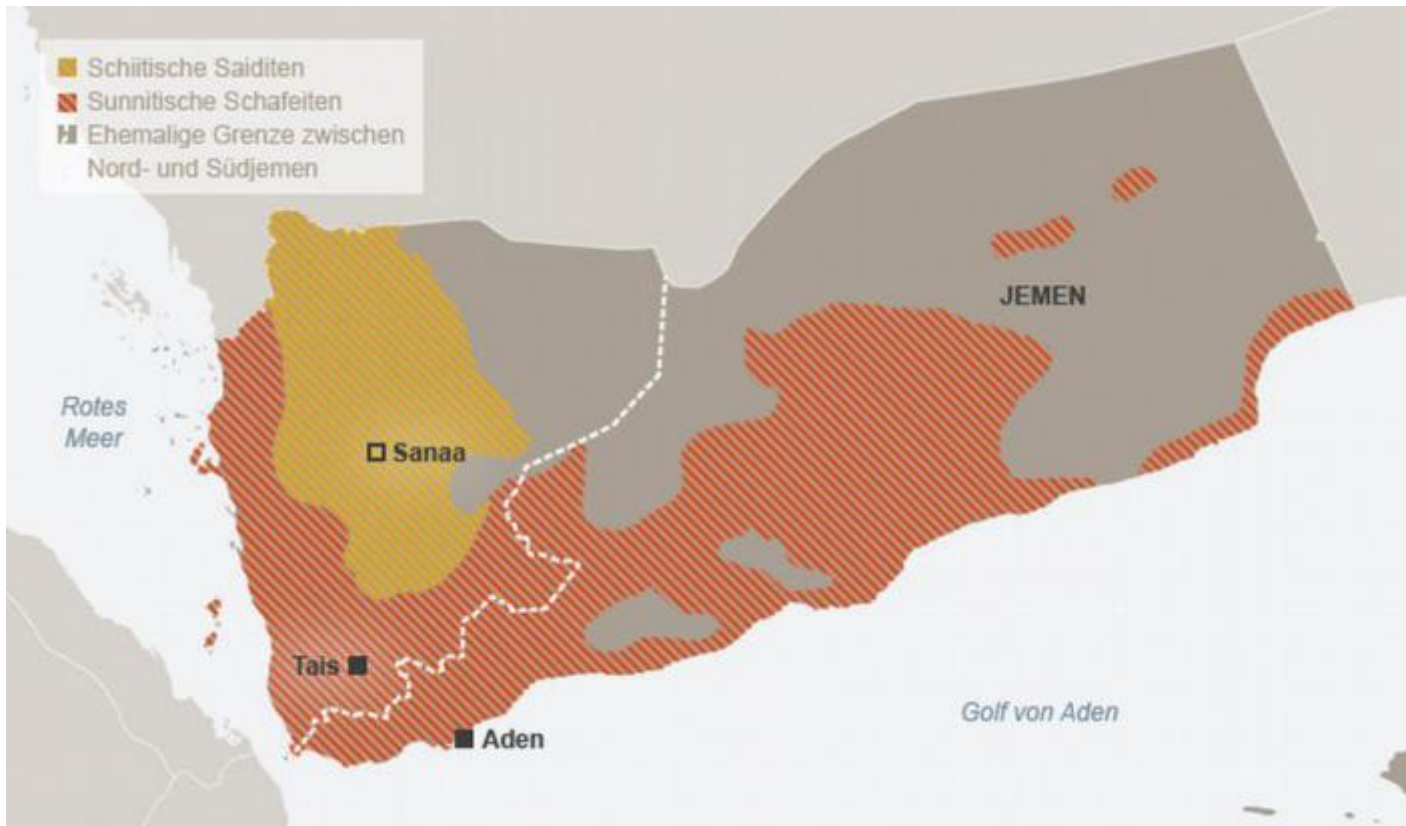 Schiitische Saiditen
Sunnitische Schafeiten
Ehemalige Grenze zwischen
Nord- und Südjemen
JEMEN
Rotes
Meer
Sanaa
Tais
Golf von Aden
Aden